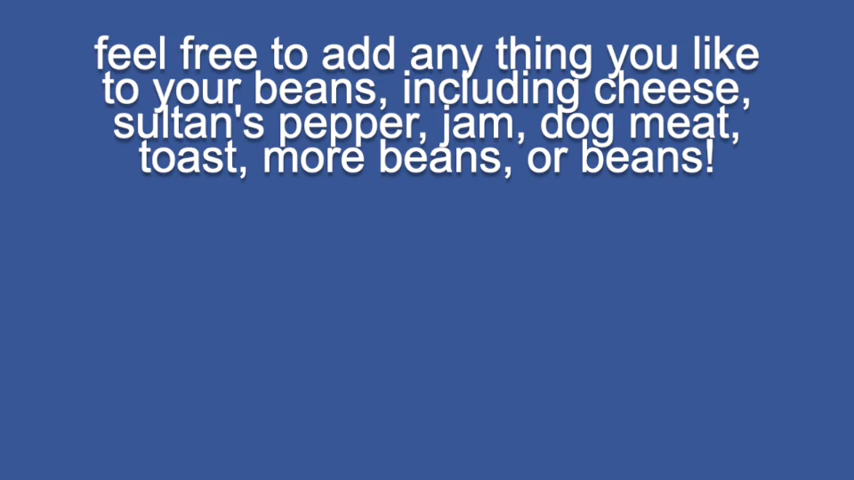 feel free to add any thing you like
to your beans, including cheese,
sultan's pepper, jam, dog meat,
toast, more beans, or beans!